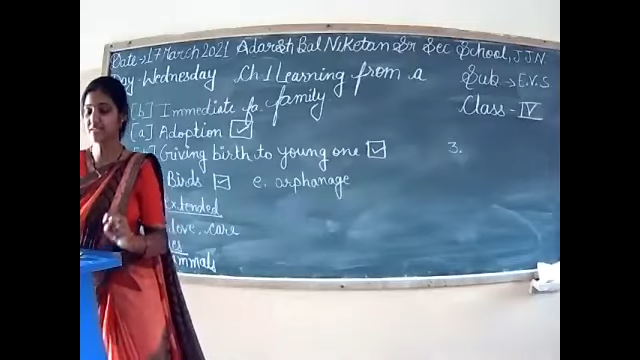 Date → 17 March 2021 Adarsh Bal Niketan Sr Sec School, JJN.
Day - Wednesday Ch 1 Learning from a family
Sub → E.V.S
Class - IV
[b] Immediate fa.
[a] Adoption ☑
Giving birth to young one ☑ 3.
Birds ☑ e. orphanage
Extended
love, care